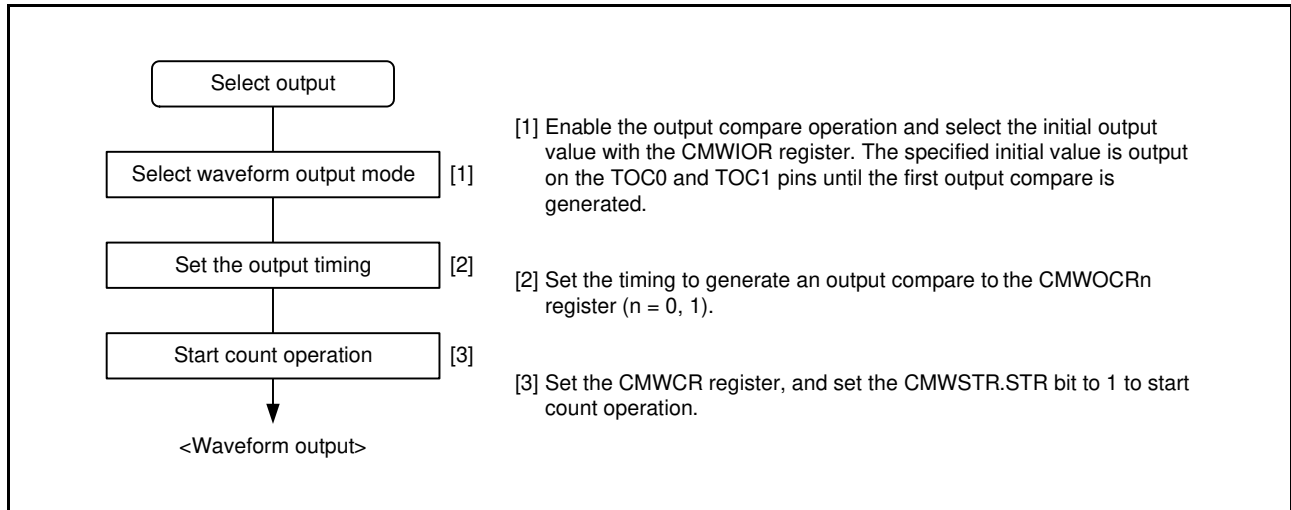 Select output
Select waveform output mode
[1]
Set the output timing
[2]
Start count operation
[3]
<Waveform output>
[1] Enable the output compare operation and select the initial output
value with the CMWIOR register. The specified initial value is output
on the TOC0 and TOC1 pins until the first output compare is
generated.
[2] Set the timing to generate an output compare to the CMWOCRn
register (n = 0, 1).
[3] Set the CMWCR register, and set the CMWSTR.STR bit to 1 to start
count operation.